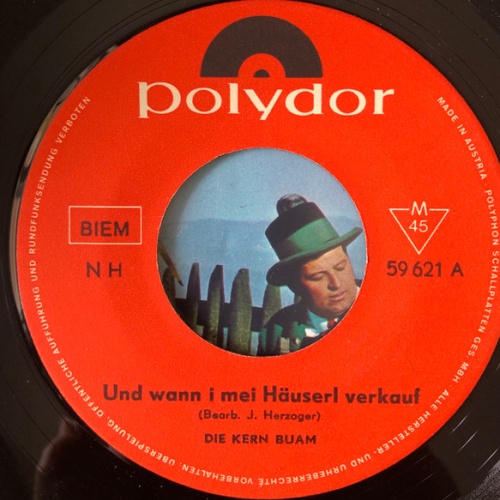 polydor
BIEM
NH
M
45
59 621 A
Und wann i mei Häuserl verkauf
(Bearb. J. Herzoger)
DIE KERN BUAM
MADE IN AUSTRIA · POLYPHON SCHALLPLATTEN GES. MBH · ALLE HERSTELLER- UND URHEBERRECHTE VORBEHALTEN. ÜBERSPIELUNG, ÖFFENTLICHE AUFFÜHRUNG UND RUNDFUNKSENDUNG VERBOTEN